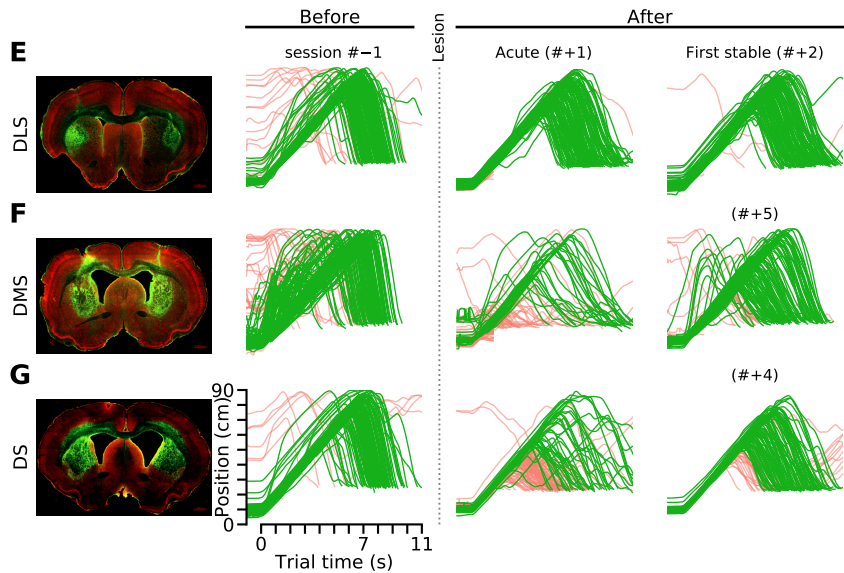 Before
After
Lesion
E
session #−1
Acute (#+1)
First stable (#+2)
DLS
F
(#+5)
DMS
G
(#+4)
DS
Position (cm)
90
0
0
7
11
Trial time (s)